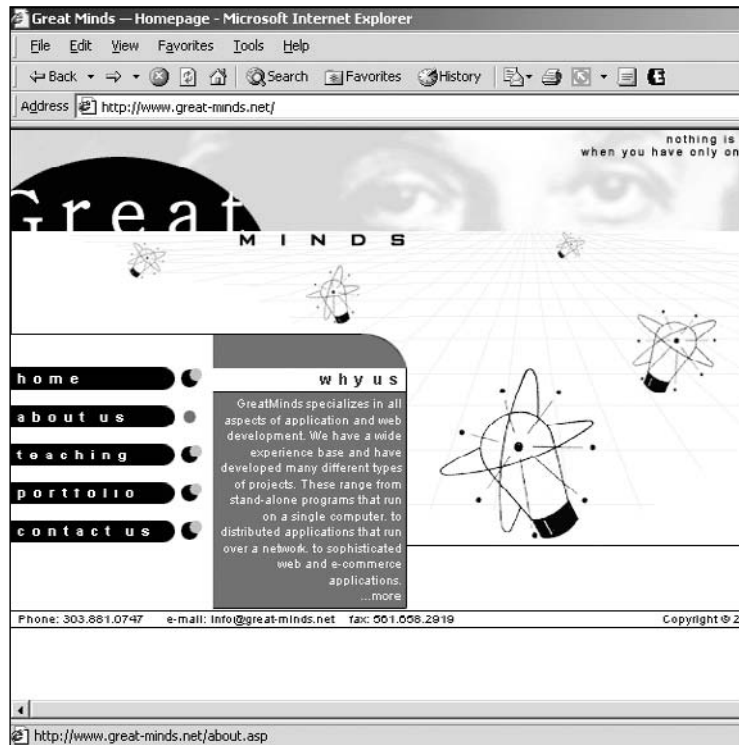 Great Minds — Homepage - Microsoft Internet Explorer
File Edit View Favorites Tools Help
Back Search Favorites History
Address http://www.great-minds.net/
nothing is
when you have only on
Great
MINDS
home
about us
teaching
portfolio
contact us
why us
GreatMinds specializes in all
aspects of application and web
development. We have a wide
experience base and have
developed many different types
of projects. These range from
stand-alone programs that run
on a single computer, to
distributed applications that run
over a network, to sophisticated
web and e-commerce
applications.
...more
Phone: 303.881.0747 e-mail: info@great-minds.net fax: 561.658.2919 Copyright © 2
http://www.great-minds.net/about.asp